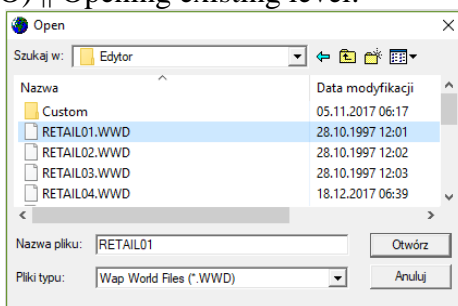 Opening existing level.
Open
Szukaj w: Edytor
Nazwa Data modyfikacji
Custom 05.11.2017 06:17
RETAIL01.WWD 28.10.1997 12:01
RETAIL02.WWD 28.10.1997 12:02
RETAIL03.WWD 28.10.1997 12:03
RETAIL04.WWD 18.12.2017 06:39
Nazwa pliku: RETAIL01 Otwórz
Pliki typu: Wap World Files (*.WWD) Anuluj